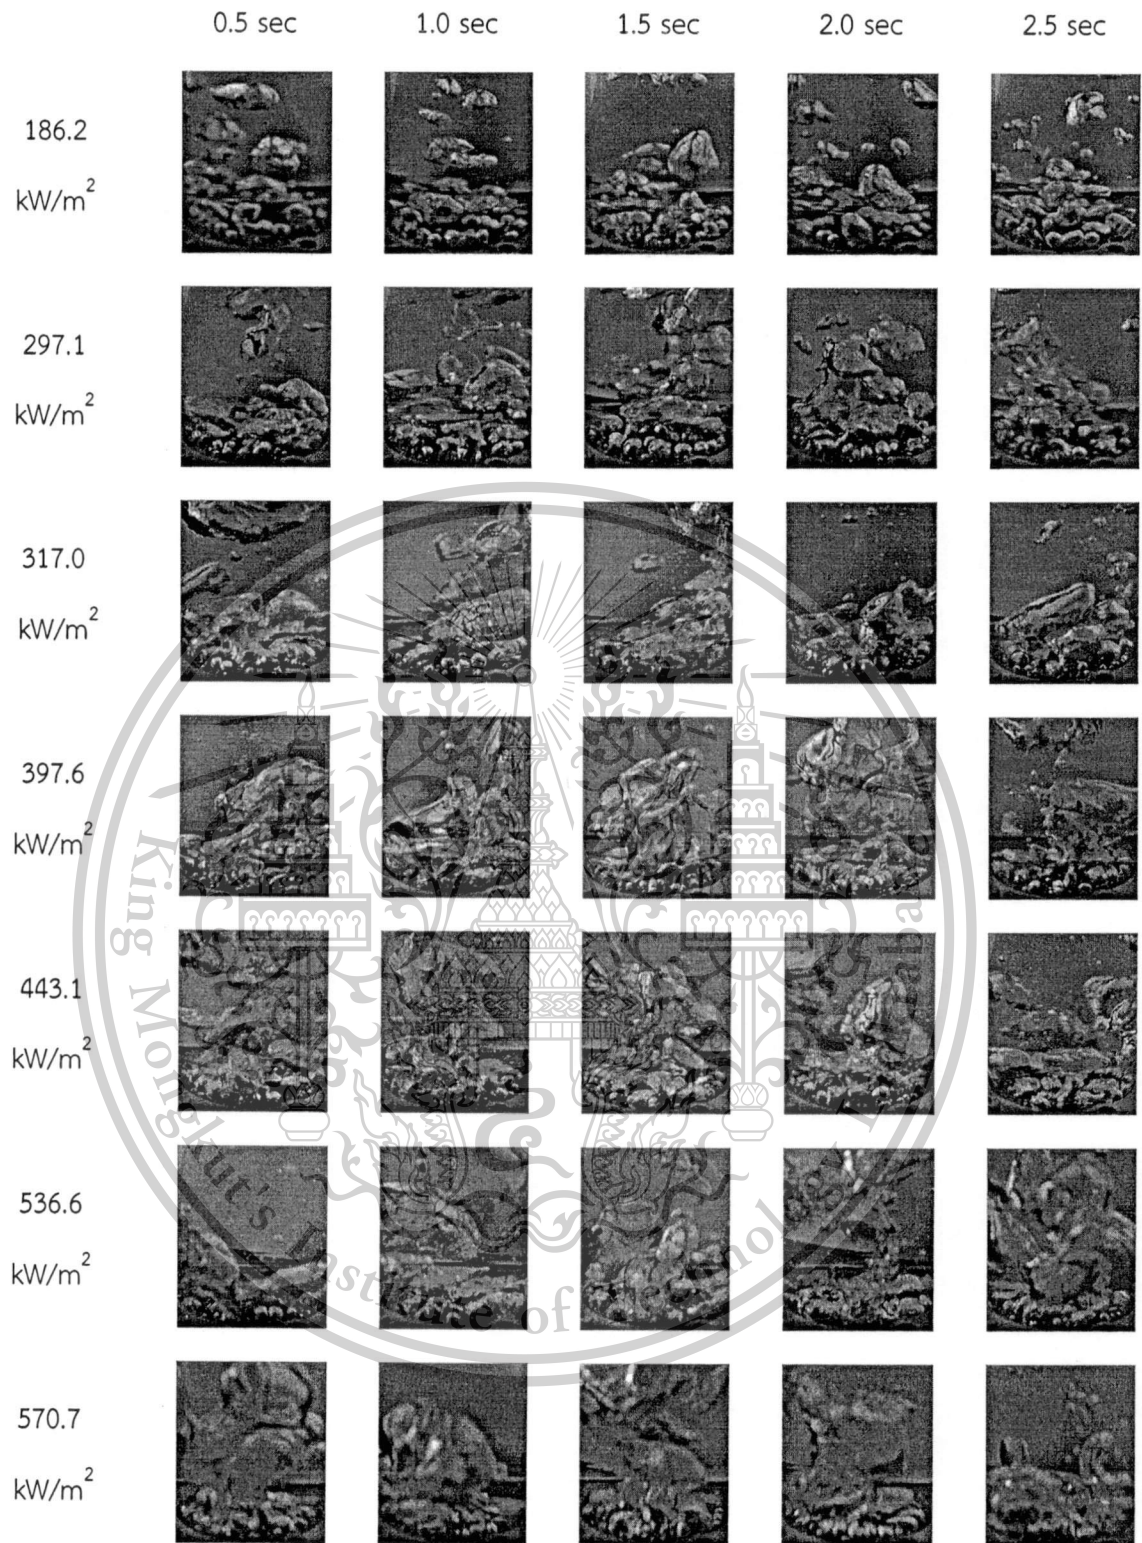 0.5 sec 1.0 sec 1.5 sec 2.0 sec 2.5 sec
186.2
kW/m²
297.1
kW/m²
317.0
kW/m²
397.6
kW/m²
443.1
kW/m²
536.6
kW/m²
570.7
kW/m²
King Mongkut's Institute of